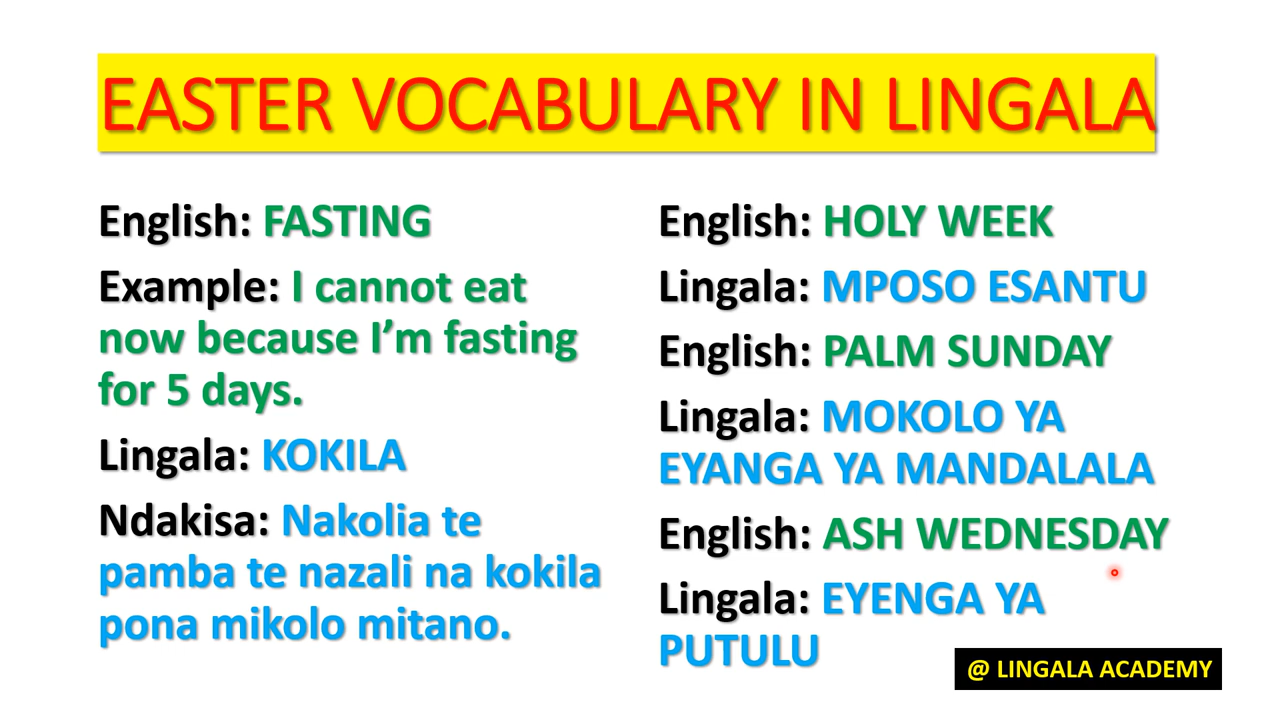 EASTER VOCABULARY IN LINGALA
English: FASTING
Example: I cannot eat
now because I’m fasting
for 5 days.
Lingala: KOKILA
Ndakisa: Nakolia te
pamba te nazali na kokila
pona mikolo mitano.
English: HOLY WEEK
Lingala: MPOSO ESANTU
English: PALM SUNDAY
Lingala: MOKOLO YA
EYANGA YA MANDALALA
English: ASH WEDNESDAY
Lingala: EYENGA YA
PUTULU
@ LINGALA ACADEMY